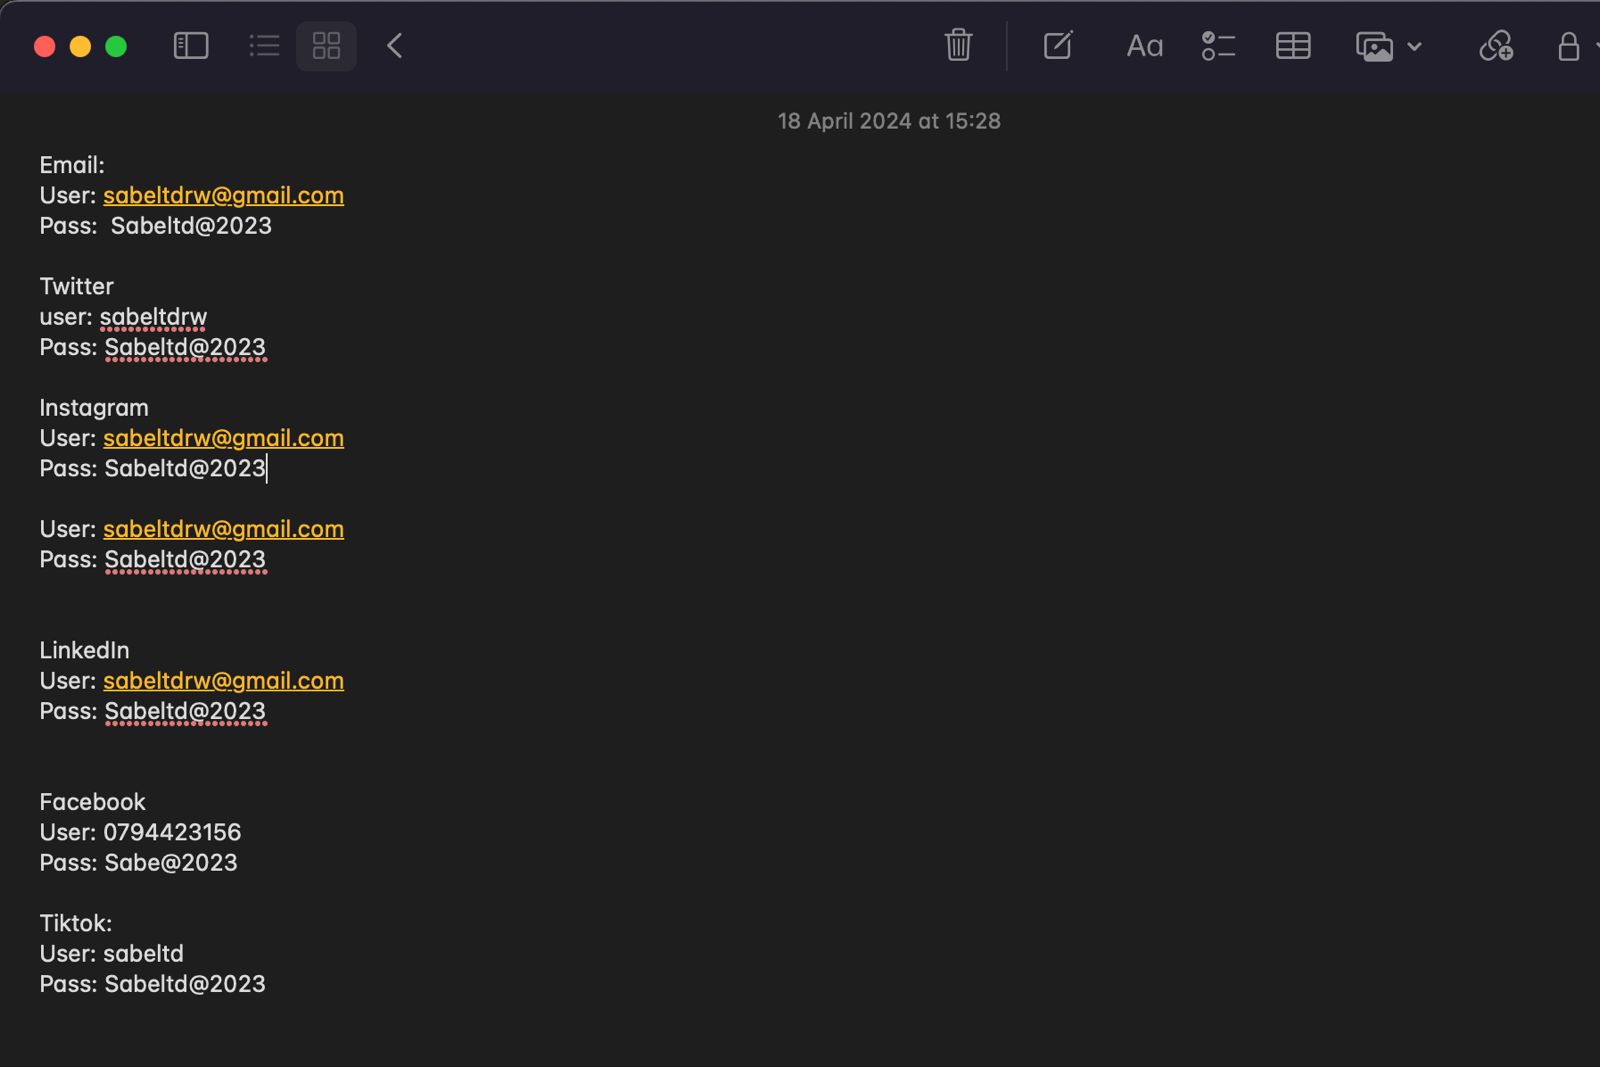 Aa
18 April 2024 at 15:28
Email:
User: sabeltdrw@gmail.com
Pass:  Sabeltd@2023
Twitter
user: sabeltdrw
Pass: Sabeltd@2023
Instagram
User: sabeltdrw@gmail.com
Pass: Sabeltd@2023
User: sabeltdrw@gmail.com
Pass: Sabeltd@2023
LinkedIn
User: sabeltdrw@gmail.com
Pass: Sabeltd@2023
Facebook
User: 0794423156
Pass: Sabe@2023
Tiktok:
User: sabeltd
Pass: Sabeltd@2023